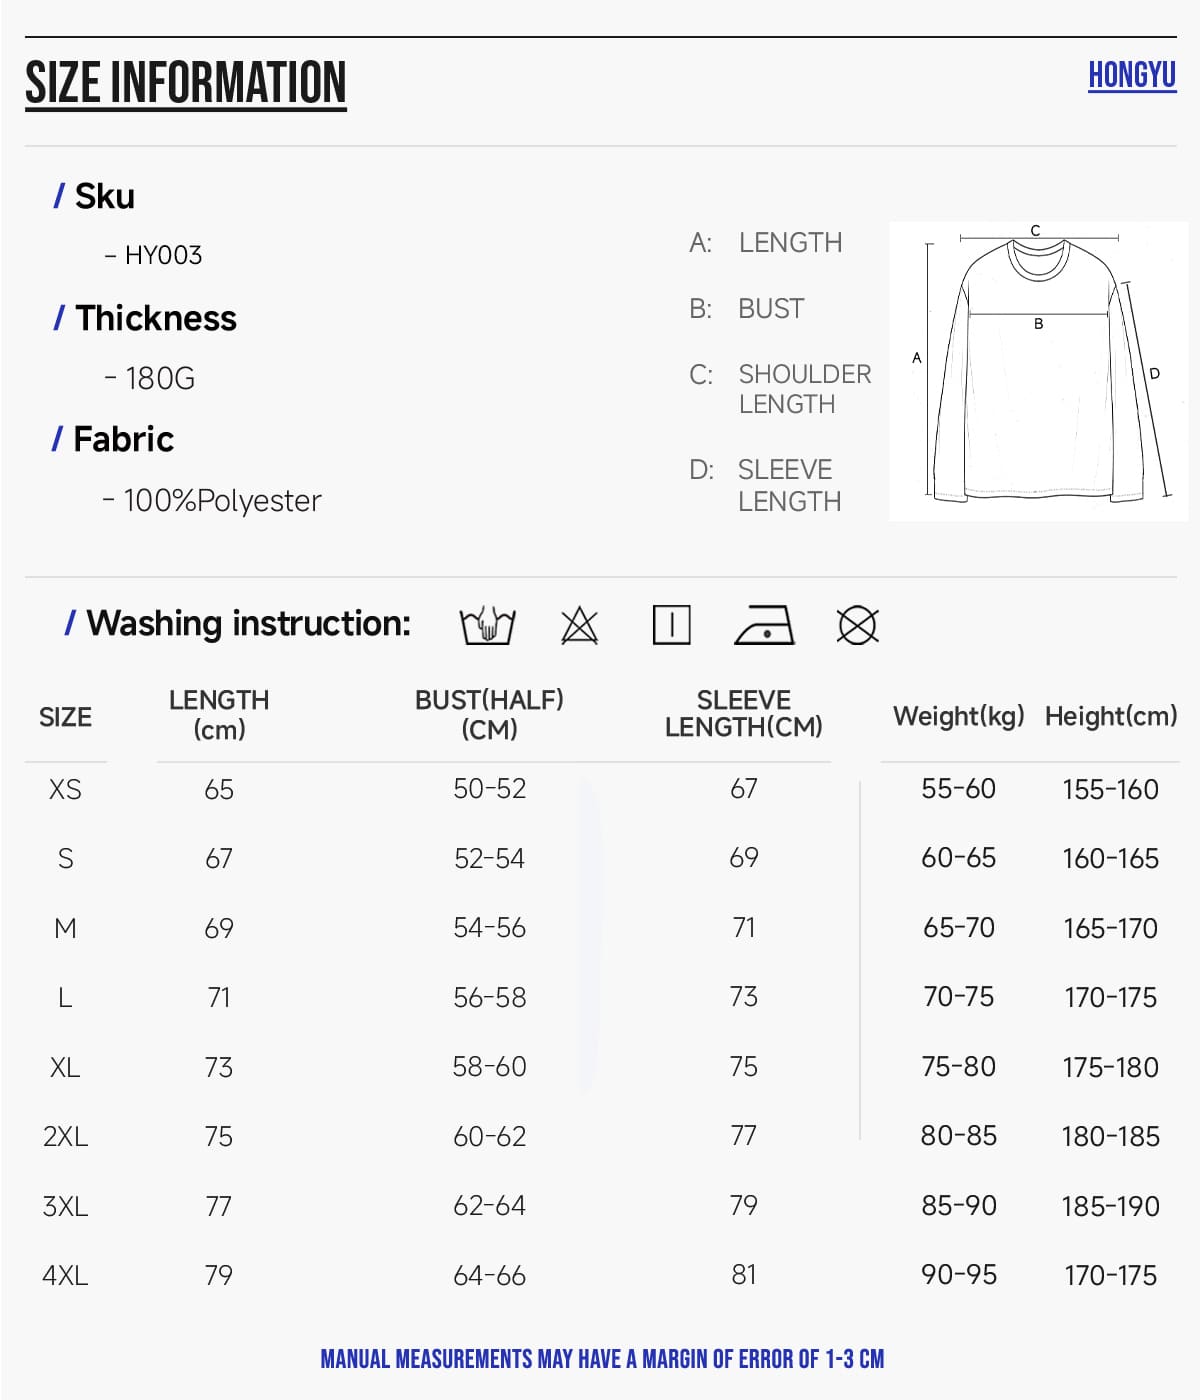 SIZE INFORMATION
HONGYU
/ Sku
- HY003
/ Thickness
- 180G
/ Fabric
- 100%Polyester
A: LENGTH
B: BUST
C: SHOULDER
LENGTH
D: SLEEVE
LENGTH
C
B
A
D
/ Washing instruction:
SIZE LENGTH (cm) BUST(HALF) (CM) SLEEVE LENGTH(CM) Weight(kg) Height(cm)
XS 65 50-52 67 55-60 155-160
S 67 52-54 69 60-65 160-165
M 69 54-56 71 65-70 165-170
L 71 56-58 73 70-75 170-175
XL 73 58-60 75 75-80 175-180
2XL 75 60-62 77 80-85 180-185
3XL 77 62-64 79 85-90 185-190
4XL 79 64-66 81 90-95 170-175
MANUAL MEASUREMENTS MAY HAVE A MARGIN OF ERROR OF 1-3 CM